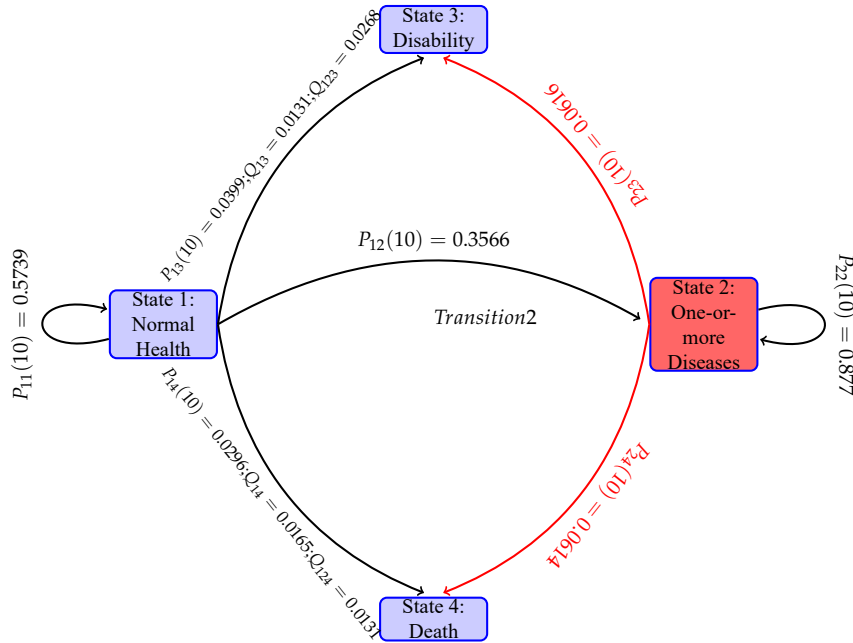 State 3:
Disability
P₁₃(10) = 0.0399;Q₁₃ = 0.0131;Q₁₂₃ = 0.0268
P₂₃(10) = 0.0616
P₁₂(10) = 0.3566
P₁₁(10) = 0.5739
State 1:
Normal
Health
Transition2
State 2:
One-or-
more
Diseases
P₂₂(10) = 0.877
P₁₄(10) = 0.0296;Q₁₄ = 0.0165;Q₁₂₄ = 0.0131
P₂₄(10) = 0.0614
State 4:
Death